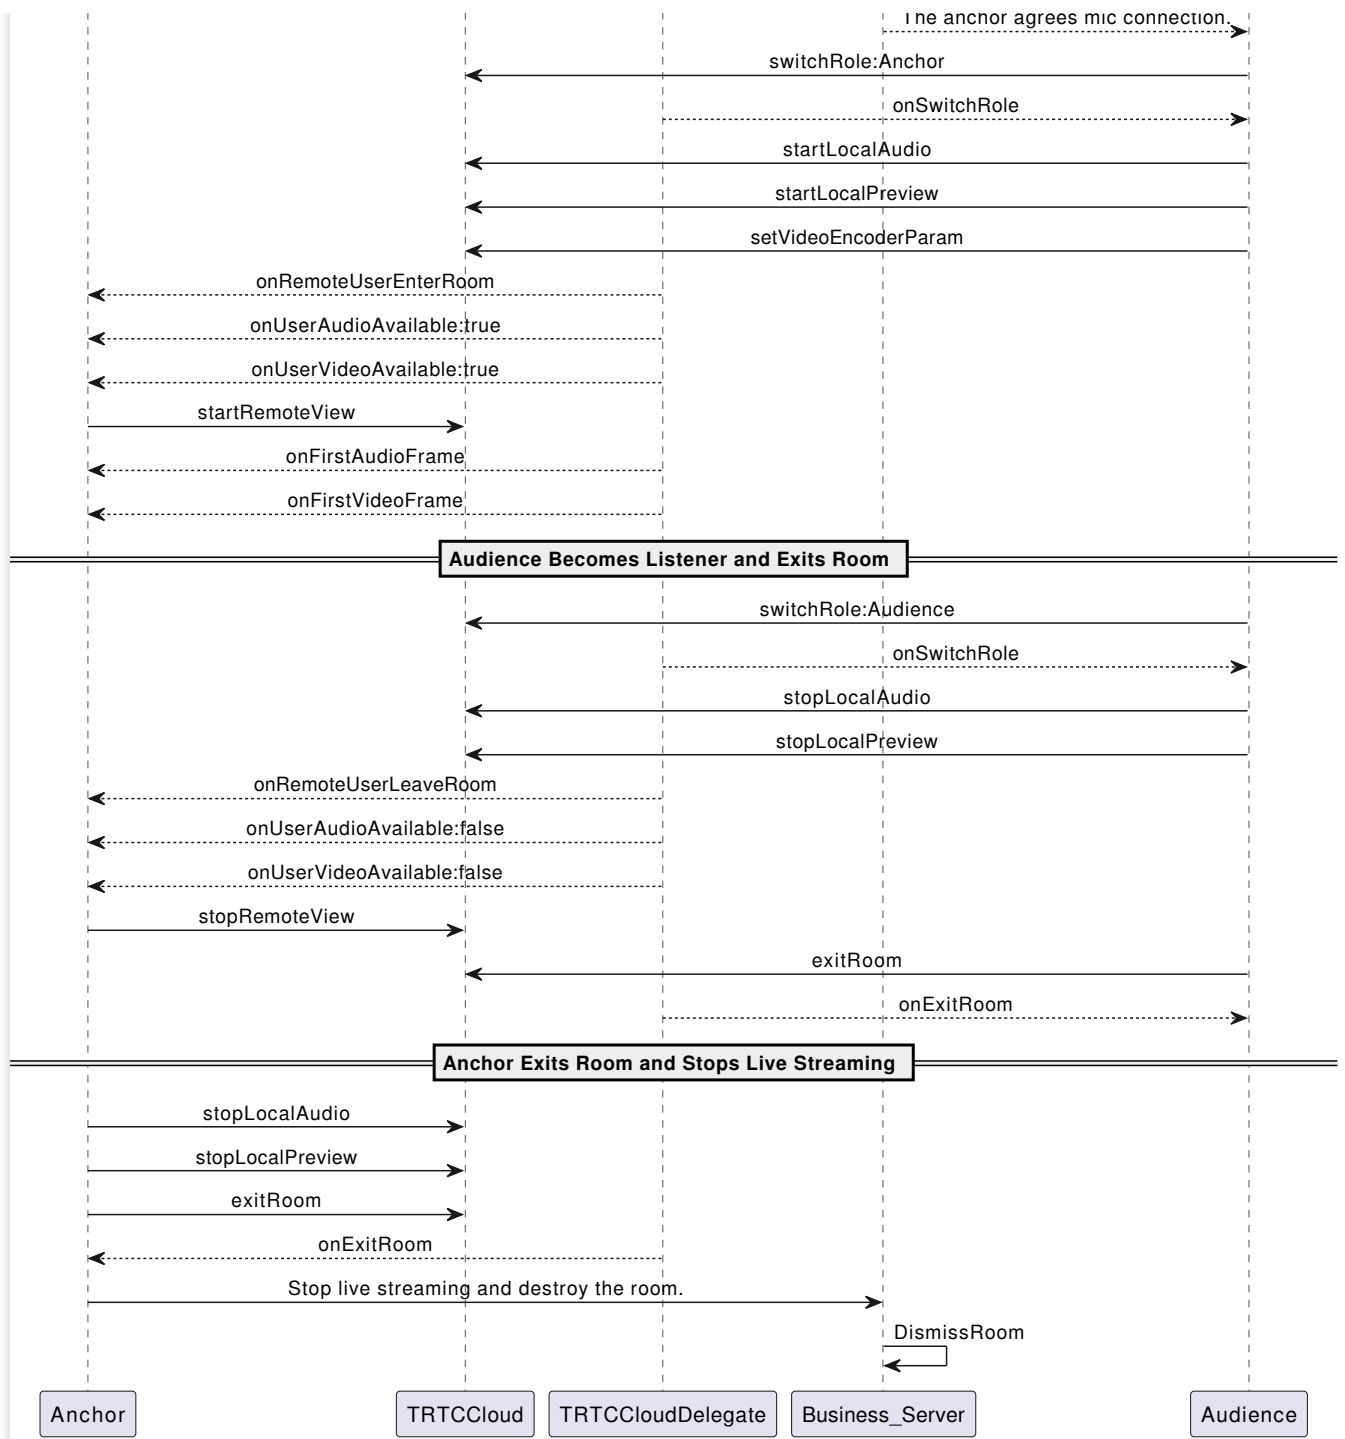 The anchor agrees mic connection.
switchRole:Anchor
onSwitchRole
startLocalAudio
startLocalPreview
setVideoEncoderParam
onRemoteUserEnterRoom
onUserAudioAvailable:true
onUserVideoAvailable:true
startRemoteView
onFirstAudioFrame
onFirstVideoFrame
Audience Becomes Listener and Exits Room
switchRole:Audience
onSwitchRole
stopLocalAudio
stopLocalPreview
onRemoteUserLeaveRoom
onUserAudioAvailable:false
onUserVideoAvailable:false
stopRemoteView
exitRoom
onExitRoom
Anchor Exits Room and Stops Live Streaming
stopLocalAudio
stopLocalPreview
exitRoom
onExitRoom
Stop live streaming and destroy the room.
DismissRoom
Anchor
TRTCCloud
TRTCCloudDelegate
Business_Server
Audience